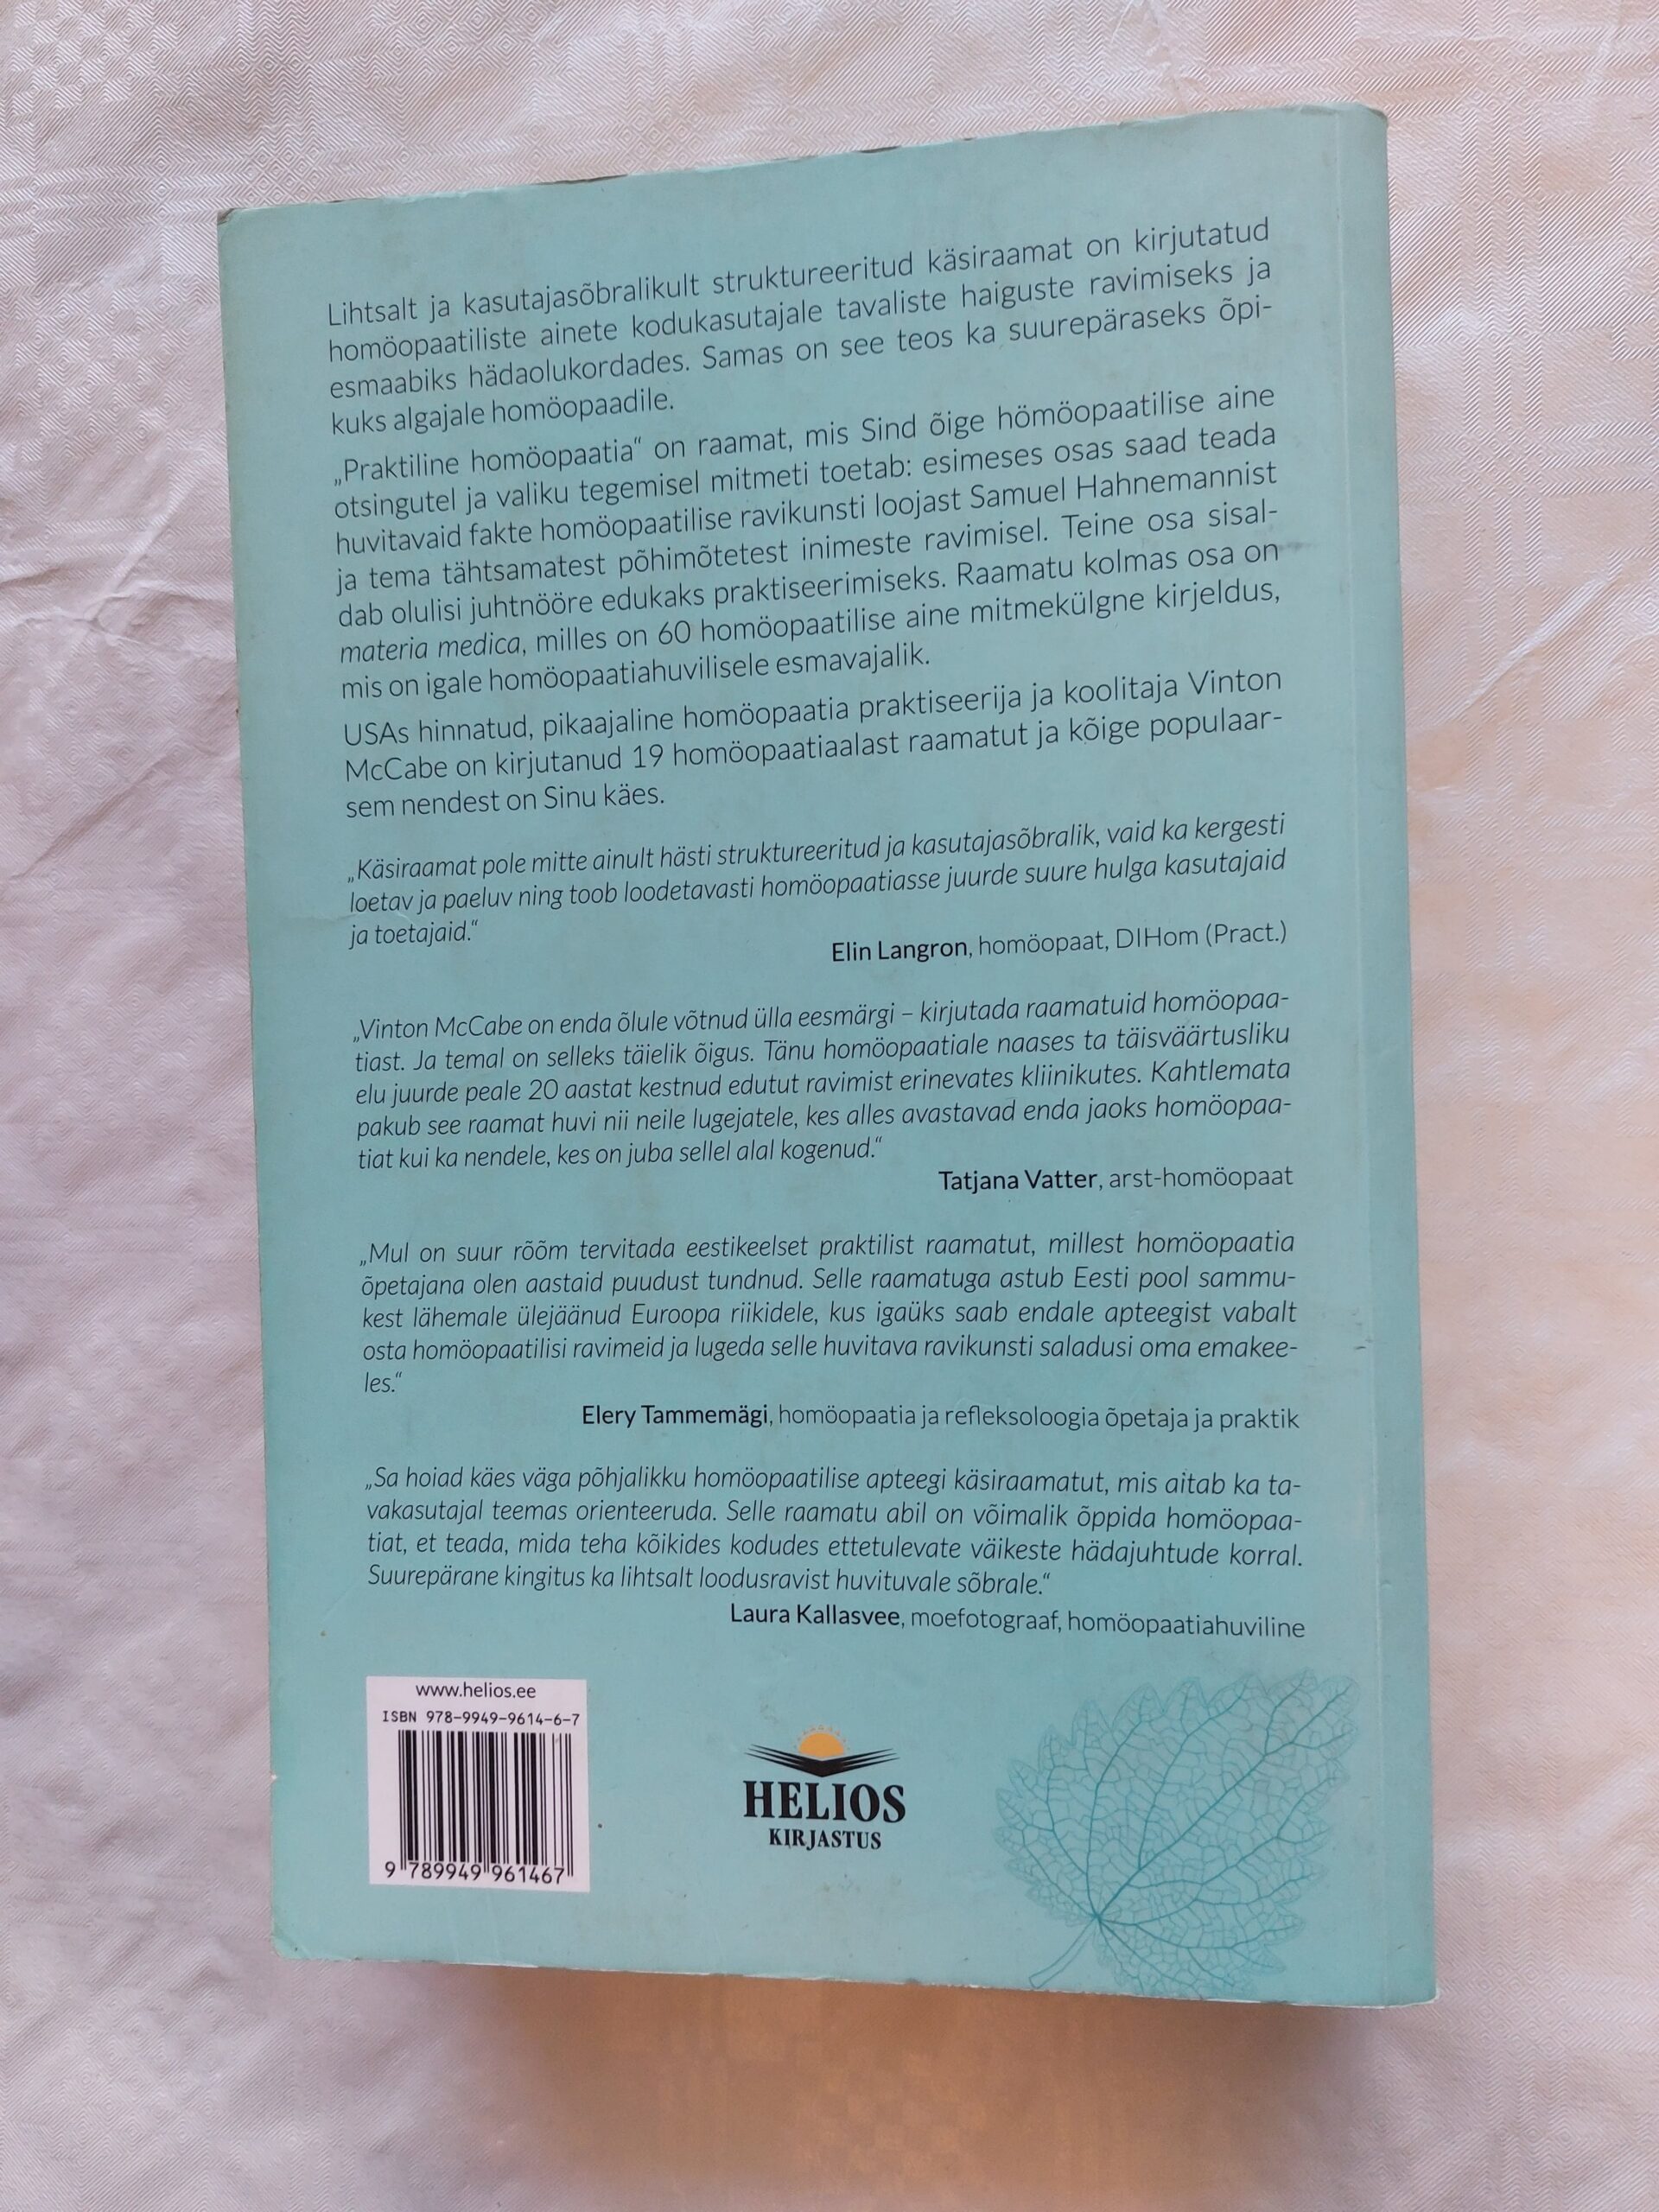 Lihtsalt ja kasutajasõbralikult struktureeritud käsiraamat on kirjutatud
homöopaatiliste ainete kodukasutajale tavaliste haiguste ravimiseks ja
esmaabiks hädaolukordades. Samas on see teos ka suurepäraseks õpi-
kuks algajale homöopaadile.
„Praktiline homöopaatia“ on raamat, mis Sind õige hömöopaatilise aine
otsingutel ja valiku tegemisel mitmeti toetab: esimeses osas saad teada
huvitavaid fakte homöopaatilise ravikunsti loojast Samuel Hahnemannist
ja tema tähtsamatest põhimõtetest inimeste ravimisel. Teine osa sisal-
dab olulisi juhtnööre edukaks praktiseerimiseks. Raamatu kolmas osa on
materia medica, milles on 60 homöopaatilise aine mitmekülgne kirjeldus,
mis on igale homöopaatiahuvilisele esmavajalik.
USAs hinnatud, pikaajaline homöopaatia praktiseerija ja koolitaja Vinton
McCabe on kirjutanud 19 homöopaatiaalast raamatut ja kõige populaar-
sem nendest on Sinu käes.
„Käsiraamat pole mitte ainult hästi struktureeritud ja kasutajasõbralik, vaid ka kergesti
loetav ja paeluv ning toob loodetavasti homöopaatiasse juurde suure hulga kasutajaid
ja toetajaid.“
Elin Langron, homöopaat, DIHom (Pract.)
„Vinton McCabe on enda õlule võtnud ülla eesmärgi – kirjutada raamatuid homöopaa-
tiast. Ja temal on selleks täielik õigus. Tänu homöopaatiale naases ta täisväärtusliku
elu juurde peale 20 aastat kestnud edutut ravimist erinevates kliinikutes. Kahtlemata
pakub see raamat huvi nii neile lugejatele, kes alles avastavad enda jaoks homöopaa-
tiat kui ka nendele, kes on juba sellel alal kogenud.“
Tatjana Vatter, arst-homöopaat
„Mul on suur rõõm tervitada eestikeelset praktilist raamatut, millest homöopaatia
õpetajana olen aastaid puudust tundnud. Selle raamatuga astub Eesti pool sammu-
kest lähemale ülejäänud Euroopa riikidele, kus igaüks saab endale apteegist vabalt
osta homöopaatilisi ravimeid ja lugeda selle huvitava ravikunsti saladusi oma emakee-
les.“
Elery Tammemägi, homöopaatia ja refleksoloogia õpetaja ja praktik
„Sa hoiad käes väga põhjalikku homöopaatilise apteegi käsiraamatut, mis aitab ka ta-
vakasutajal teemas orienteeruda. Selle raamatu abil on võimalik õppida homöopaa-
tiat, et teada, mida teha kõikides kodudes ettetulevate väikeste hädajuhtude korral.
Suurepärane kingitus ka lihtsalt loodusravist huvituvale sõbrale.“
Laura Kallasvee, moefotograaf, homöopaatiahuviline
www.helios.ee
ISBN 978-9949-9614-6-7
9 789949 961467
HELIOS
KIRJASTUS